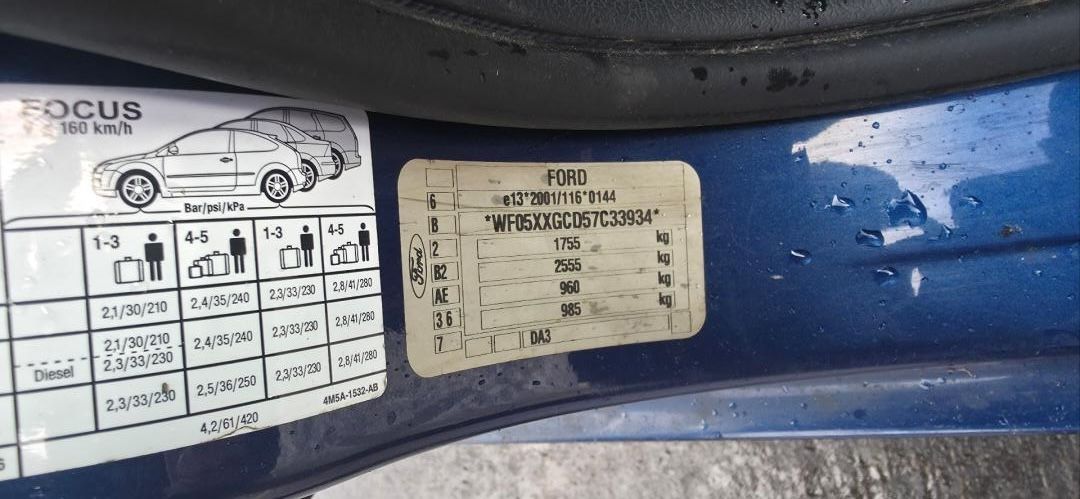 FOCUS
160 km/h
Bar/psi/kPa
1-3 4-5 1-3 4-5
2,1/30/210 2,4/35/240 2,3/33/230 2,8/41/280
2,1/30/210 2,4/35/240 2,3/33/230 2,8/41/280
Diesel 2,3/33/230
2,3/33/230 2,5/36/250 2,3/33/230 2,8/41/280
4,2/61/420 4M5A-1532-AB
FORD
6 e13*2001/116*0144
B *WF05XXGCD57C33934*
2 1755 kg
B2 2555 kg
AE 960 kg
3 6 985 kg
7 DA3
Ford